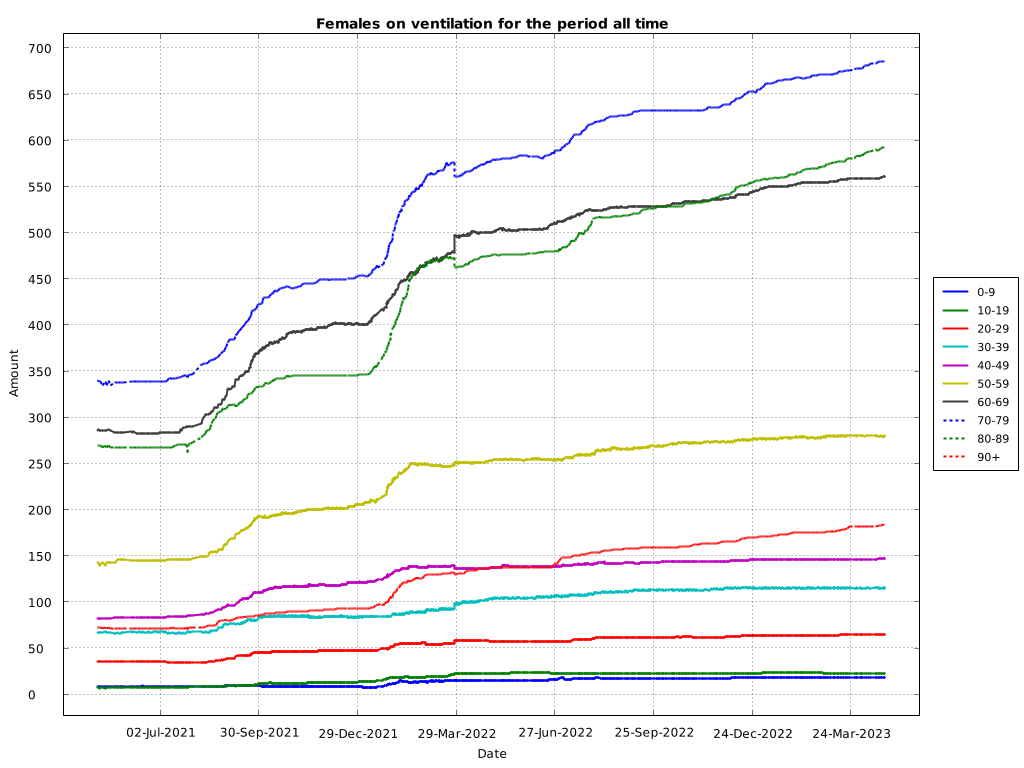 Females on ventilation for the period all time
700
650
600
550
500
450
400
350
300
250
200
150
100
50
0
Amount
02-Jul-2021
30-Sep-2021
29-Dec-2021
29-Mar-2022
27-Jun-2022
25-Sep-2022
24-Dec-2022
24-Mar-2023
Date
0-9
10-19
20-29
30-39
40-49
50-59
60-69
70-79
80-89
90+